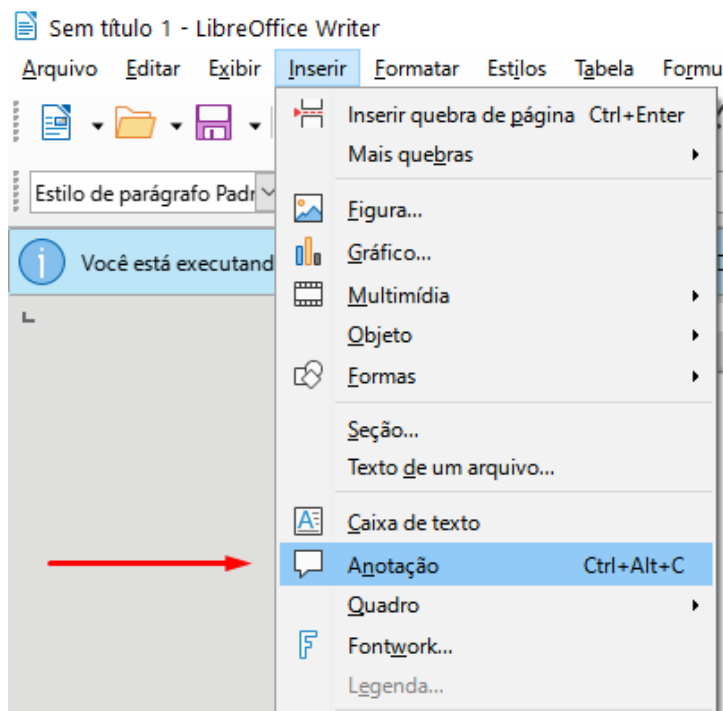 Sem título 1 - LibreOffice Writer
Arquivo Editar Exibir Inserir Formatar Estilos Tabela Formu
Inserir quebra de página Ctrl+Enter
Mais quebras
Estilo de parágrafo Padr
Figura...
Você está executand
Gráfico...
Multimídia
Objeto
Formas
Seção...
Texto de um arquivo...
Caixa de texto
Anotação Ctrl+Alt+C
Quadro
Fontwork...
Legenda...